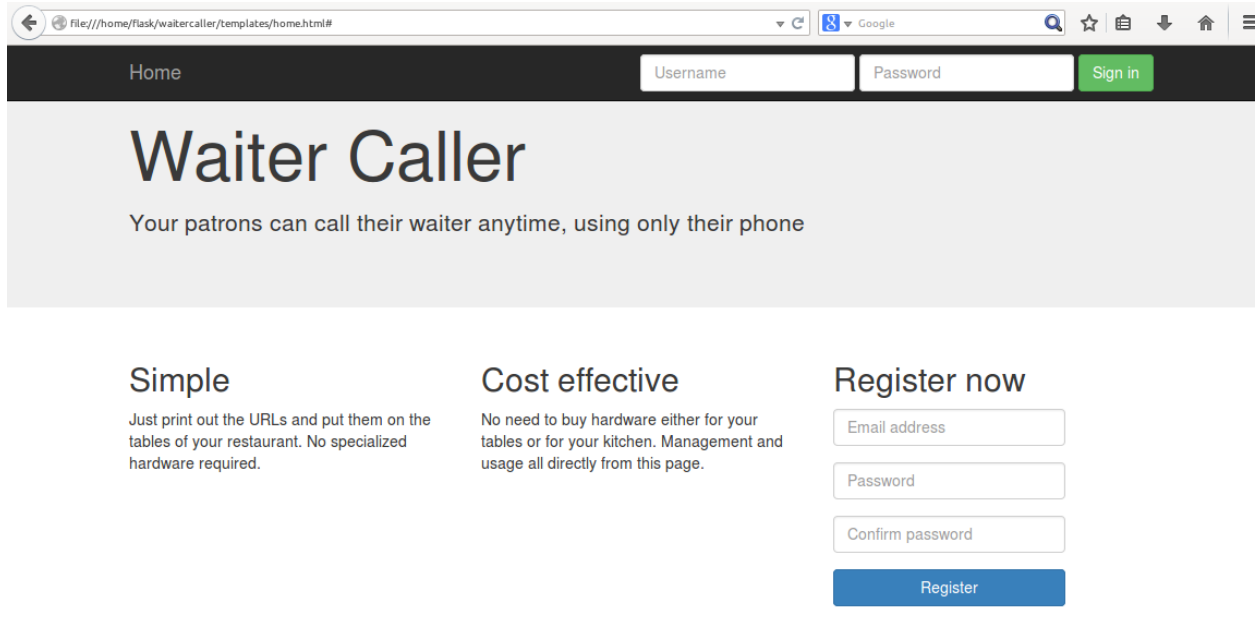 file:///home/flask/waitercaller/templates/home.html#
Google
Home
Username
Password
Sign in
Waiter Caller
Your patrons can call their waiter anytime, using only their phone
Simple
Just print out the URLs and put them on the
tables of your restaurant. No specialized
hardware required.
Cost effective
No need to buy hardware either for your
tables or for your kitchen. Management and
usage all directly from this page.
Register now
Email address
Password
Confirm password
Register